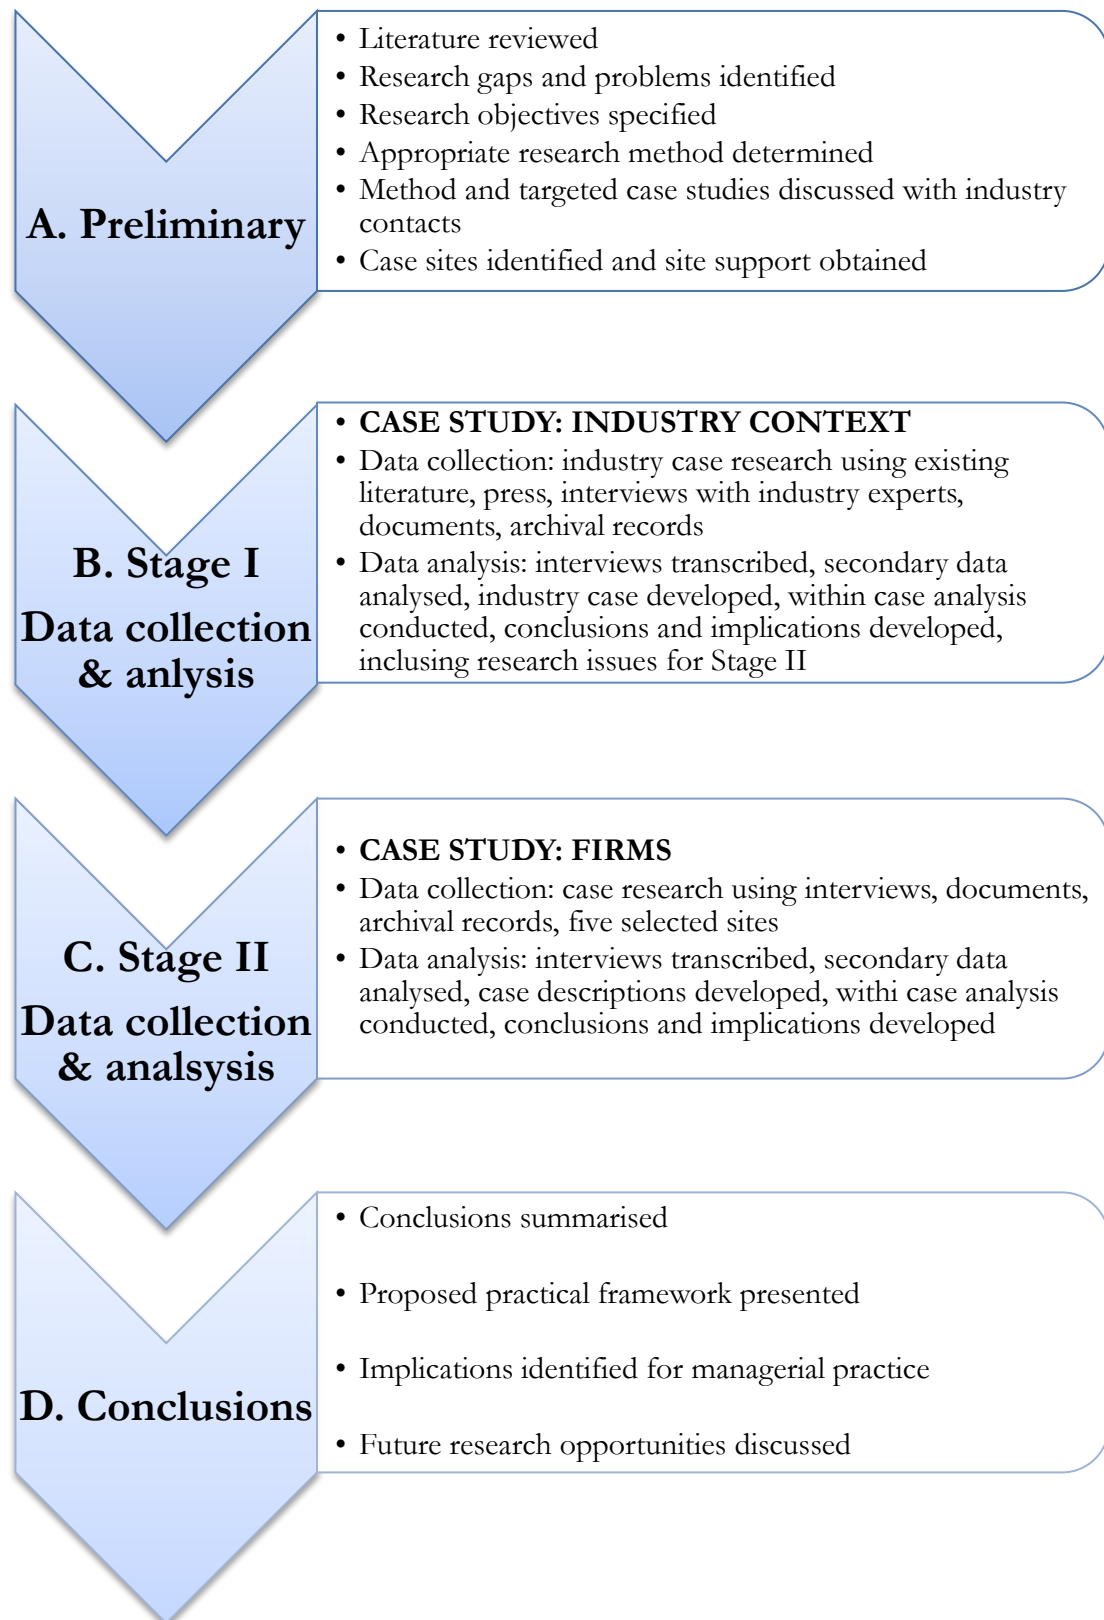 A. Preliminary
• Literature reviewed
• Research gaps and problems identified
• Research objectives specified
• Appropriate research method determined
• Method and targeted case studies discussed with industry
contacts
• Case sites identified and site support obtained
B. Stage I
Data collection
& anlysis
• CASE STUDY: INDUSTRY CONTEXT
• Data collection: industry case research using existing
literature, press, interviews with industry experts,
documents, archival records
• Data analysis: interviews transcribed, secondary data
analysed, industry case developed, within case analysis
conducted, conclusions and implications developed,
inclusing research issues for Stage II
C. Stage II
Data collection
& analsysis
• CASE STUDY: FIRMS
• Data collection: case research using interviews, documents,
archival records, five selected sites
• Data analysis: interviews transcribed, secondary data
analysed, case descriptions developed, withi case analysis
conducted, conclusions and implications developed
D. Conclusions
• Conclusions summarised
• Proposed practical framework presented
• Implications identified for managerial practice
• Future research opportunities discussed